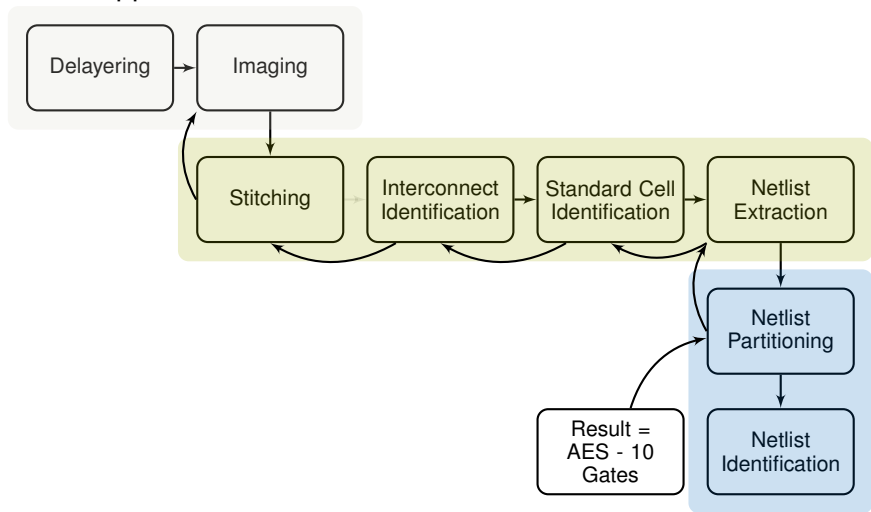 Delayering
Imaging
Stitching
Interconnect
Identification
Standard Cell
Identification
Netlist
Extraction
Netlist
Partitioning
Result =
AES - 10
Gates
Netlist
Identification